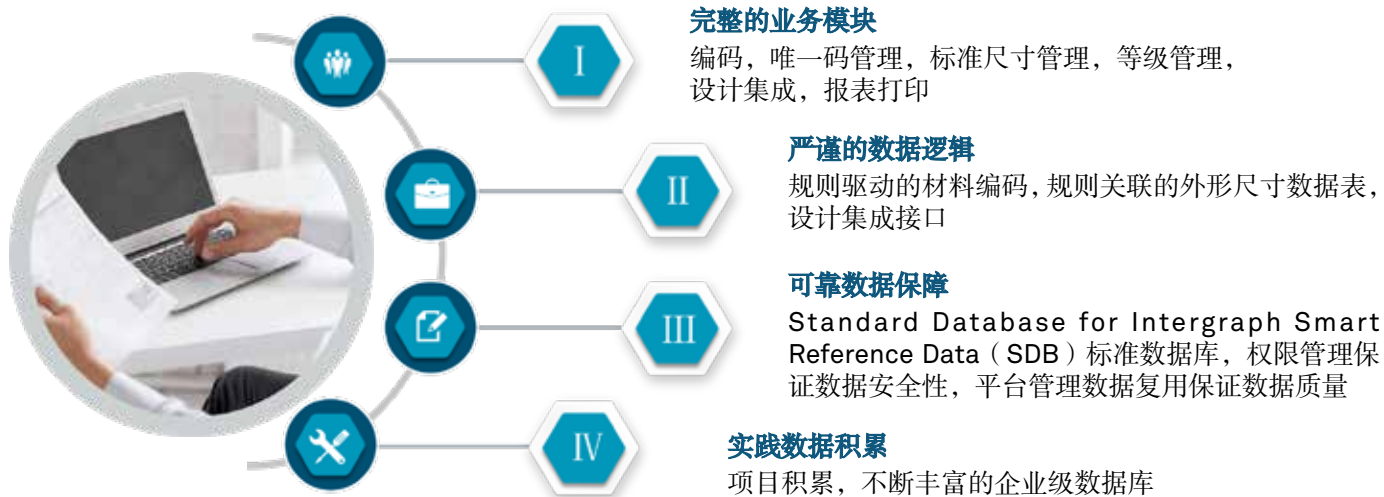 I
完整的业务模块
编码，唯一码管理，标准尺寸管理，等级管理，
设计集成，报表打印
II
严谨的数据逻辑
规则驱动的材料编码，规则关联的外形尺寸数据表，
设计集成接口
III
可靠数据保障
Standard Database for Intergraph Smart
Reference Data（SDB）标准数据库，权限管理保
证数据安全性，平台管理数据复用保证数据质量
IV
实践数据积累
项目积累，不断丰富的企业级数据库